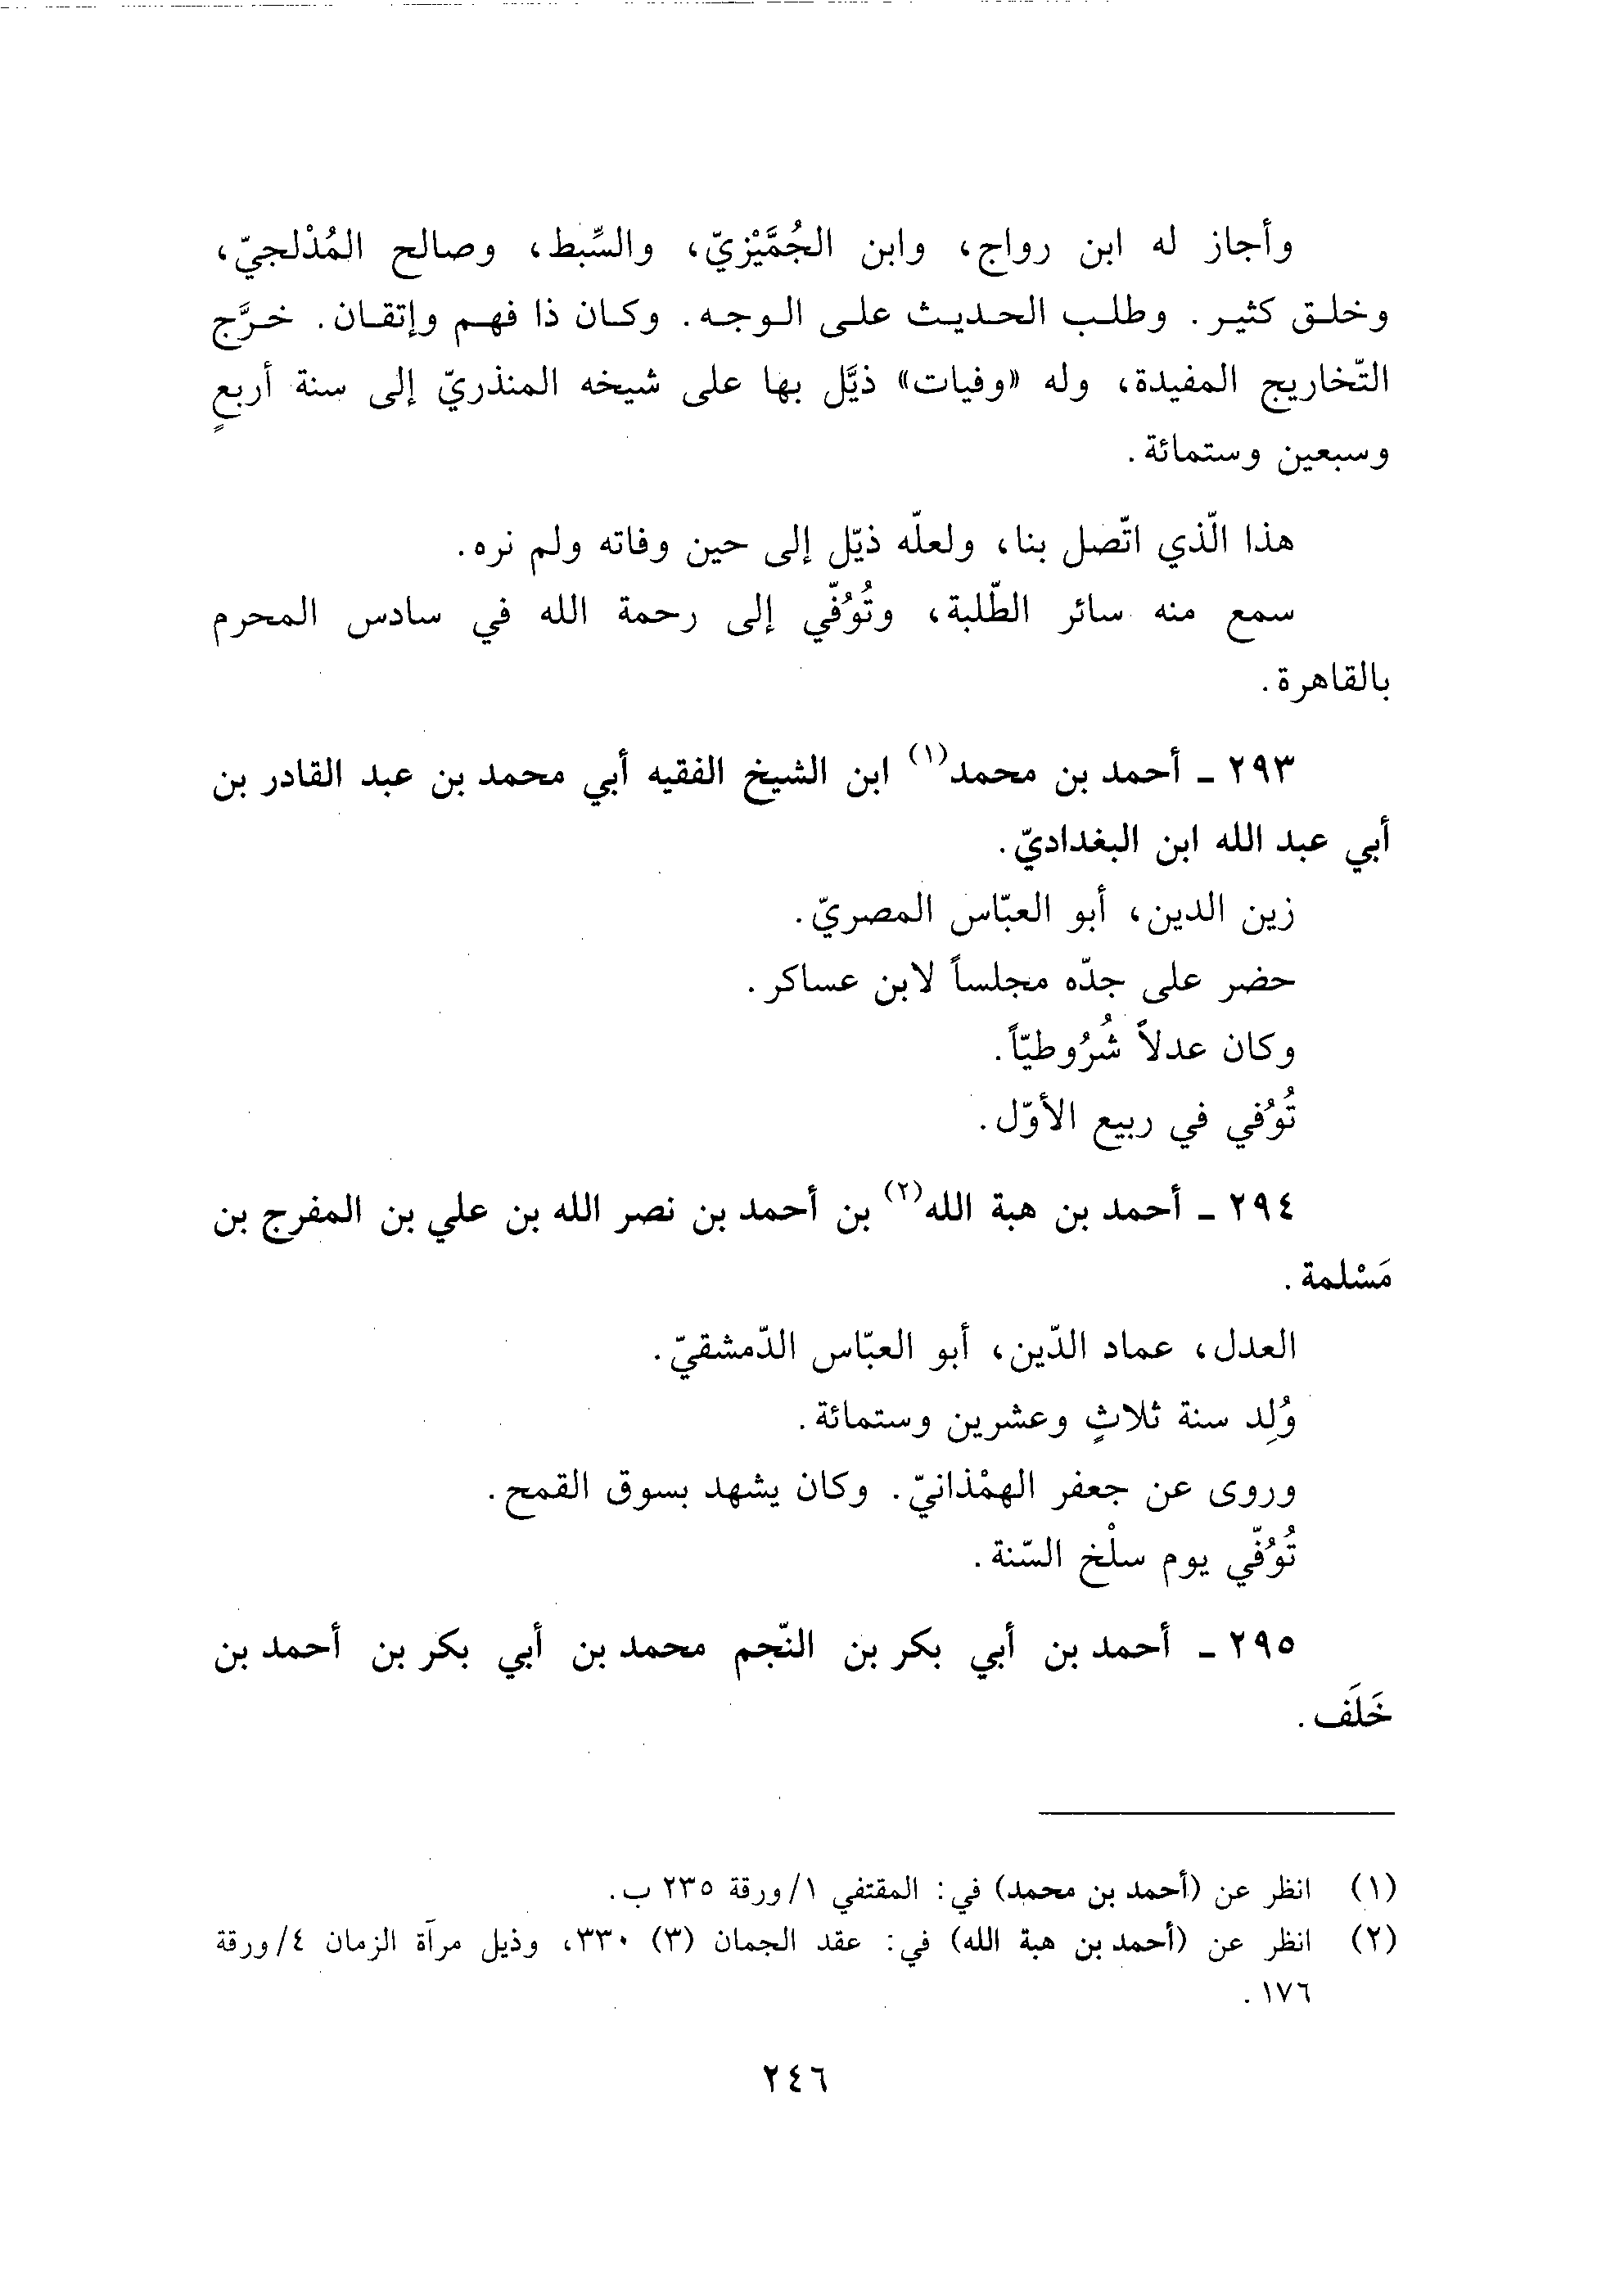 وأجاز له ابن رواج، وابن الجُمَّيْزيّ، والسِّبط، وصالح المُذْلجيّ،
وخلق كثير. وطلب الحديث على الوجه. وكان ذا فهم وإتقان. خرَّج
التّخاريج المفيدة، وله «وفيات» ذيَّل بها على شيخه المنذريّ إلى سنة أربعٍ
وسبعين وستمائة.
هذا الّذي اتّصل بنا، ولعلّه ذيّل إلى حين وفاته ولم نره.
سمع منه سائر الطّلبة، وتُوُفّي إلى رحمة الله في سادس المحرم
بالقاهرة.
٢٩٣ ـ أحمد بن محمد(١) ابن الشيخ الفقيه أبي محمد بن عبد القادر بن
أبي عبد الله ابن البغداديّ.
زين الدين، أبو العبّاس المصريّ.
حضر على جدّه مجلساً لابن عساكر.
وكان عدلاً شُرُوطيّاً.
تُوُفي في ربيع الأوّل.
٢٩٤ ـ أحمد بن هبة الله(٢) بن أحمد بن نصر الله بن علي بن المفرج بن
مَسْلمة.
العدل، عماد الدّين، أبو العبّاس الدّمشقيّ.
وُلِد سنة ثلاثٍ وعشرين وستمائة.
وروى عن جعفر الهمْذانيّ. وكان يشهد بسوق القمح.
تُوُفّي يوم سلْخ السّنة.
٢٩٥ ـ أحمد بن أبي بكر بن النّجم محمد بن أبي بكر بن أحمد بن
خَلَف.
(١) انظر عن (أحمد بن محمد) في: المقتفي ١/ورقة ٢٣٥ ب.
(٢) انظر عن (أحمد بن هبة الله) في: عقد الجمان (٣) ٣٣٠، وذيل مرآة الزمان ٤/ورقة
١٧٦.
٢٤٦